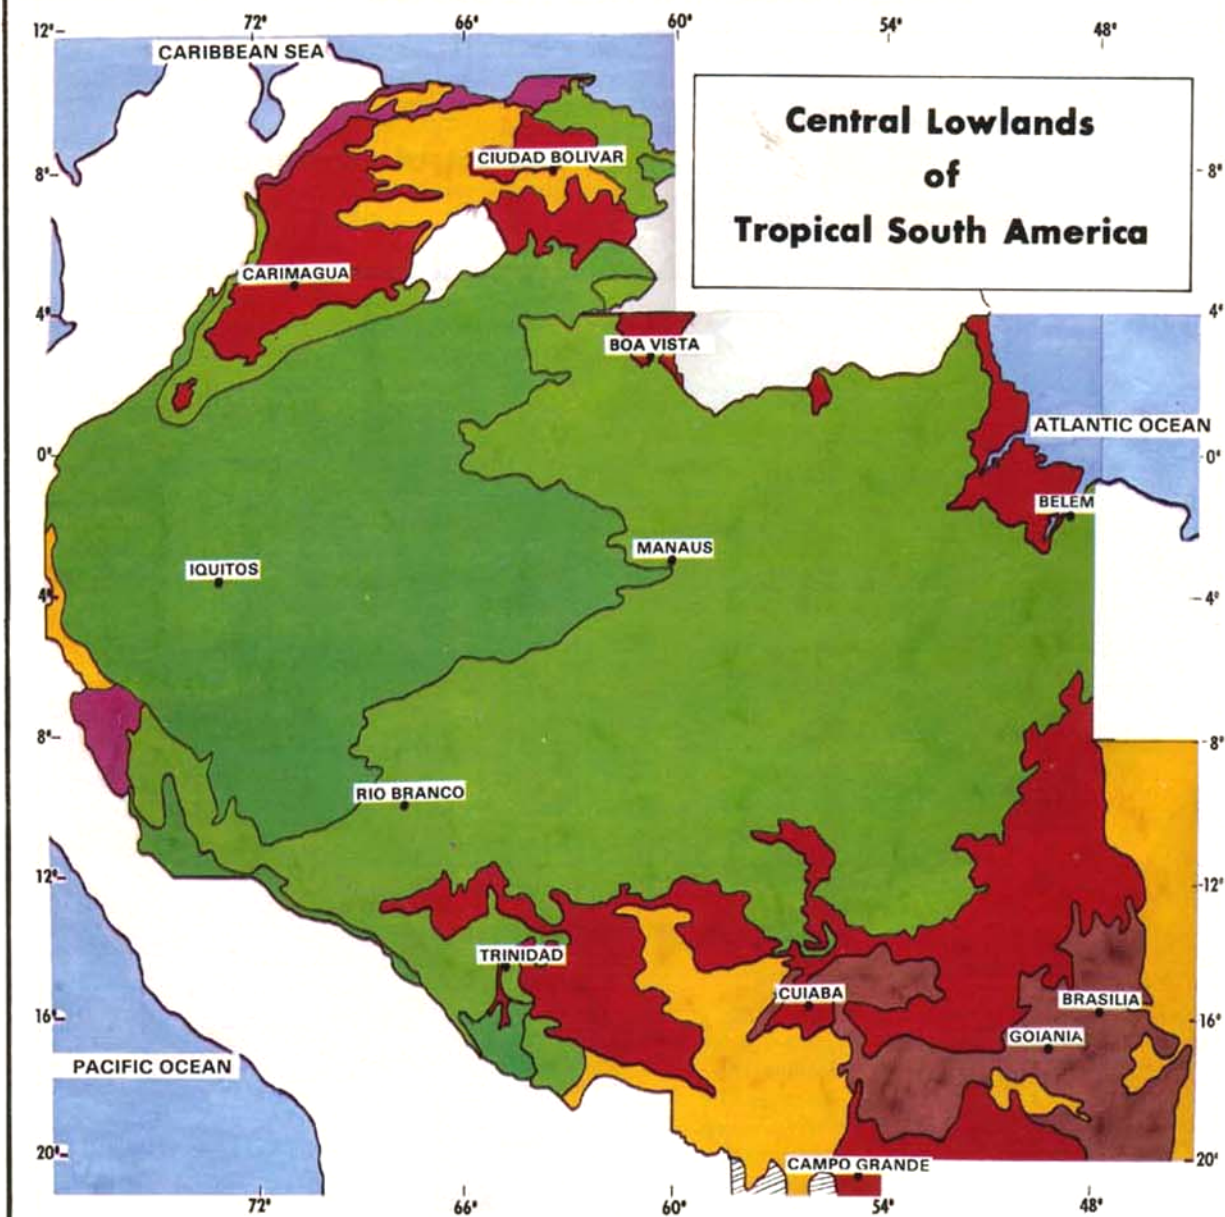 72° 66° 60° 54° 48°
12°
CARIBBEAN SEA
Central Lowlands
of
Tropical South America
CIUDAD BOLIVAR
8° 8°
CARIMAGUA
4° 4°
BOA VISTA
ATLANTIC OCEAN
0° 0°
BELEM
MANAUS
IQUITOS
4° 4°
8° 8°
RIO BRANCO
12° 12°
TRINIDAD
CUIABA
BRASILIA
16° 16°
GOIANIA
PACIFIC OCEAN
20° 20°
CAMPO GRANDE
72° 66° 60° 54° 48°